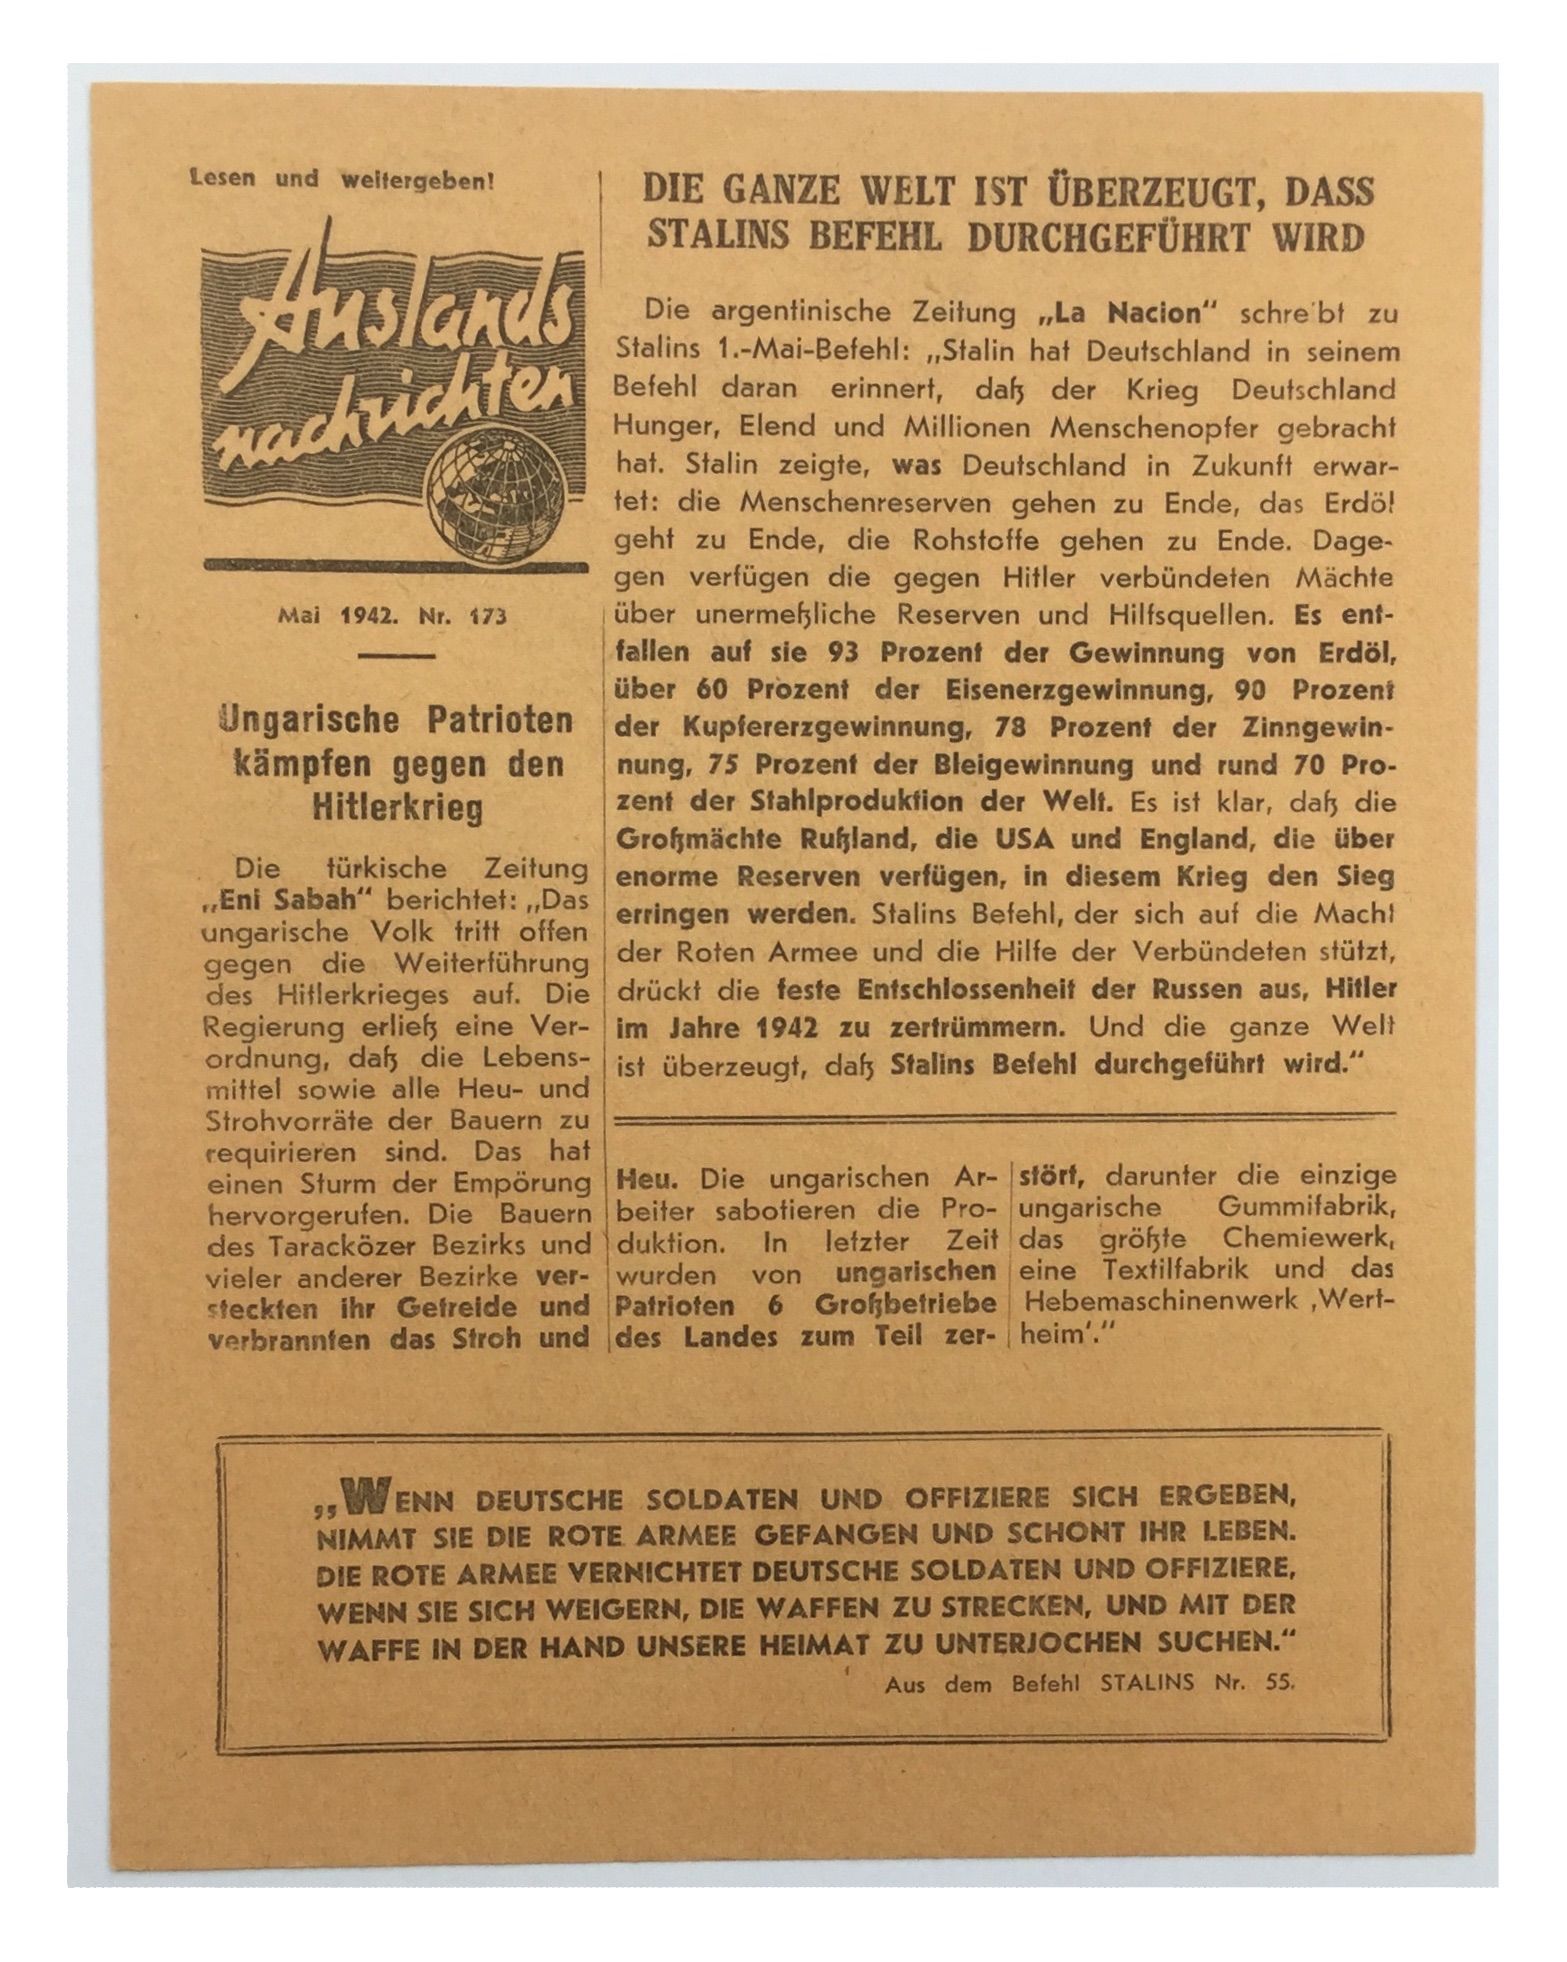 Lesen und weitergeben!
Auslands
nachrichten
Mai 1942. Nr. 173
Ungarische Patrioten
kämpfen gegen den
Hitlerkrieg
Die türkische Zeitung
„Eni Sabah“ berichtet: „Das
ungarische Volk tritt offen
gegen die Weiterführung
des Hitlerkrieges auf. Die
Regierung erließ eine Ver-
ordnung, daß die Lebens-
mittel sowie alle Heu- und
Strohvorräte der Bauern zu
requirieren sind. Das hat
einen Sturm der Empörung
hervorgerufen. Die Bauern
des Taracközer Bezirks und
vieler anderer Bezirke ver-
steckten ihr Getreide und
verbrannten das Stroh und
Heu. Die ungarischen Ar-
beiter sabotieren die Pro-
duktion. In letzter Zeit
wurden von ungarischen
Patrioten 6 Großbetriebe
des Landes zum Teil zer-
stört, darunter die einzige
ungarische Gummifabrik,
das größte Chemiewerk,
eine Textilfabrik und das
Hebemaschinenwerk ‚Wert-
heim‘.“
DIE GANZE WELT IST ÜBERZEUGT, DASS
STALINS BEFEHL DURCHGEFÜHRT WIRD
Die argentinische Zeitung „La Nacion“ schreibt zu
Stalins 1.-Mai-Befehl: „Stalin hat Deutschland in seinem
Befehl daran erinnert, daß der Krieg Deutschland
Hunger, Elend und Millionen Menschenopfer gebracht
hat. Stalin zeigte, was Deutschland in Zukunft erwar-
tet: die Menschenreserven gehen zu Ende, das Erdöl
geht zu Ende, die Rohstoffe gehen zu Ende. Dage-
gen verfügen die gegen Hitler verbündeten Mächte
über unermeßliche Reserven und Hilfsquellen. Es ent-
fallen auf sie 93 Prozent der Gewinnung von Erdöl,
über 60 Prozent der Eisenerzgewinnung, 90 Prozent
der Kupfererzgewinnung, 78 Prozent der Zinngewin-
nung, 75 Prozent der Bleigewinnung und rund 70 Pro-
zent der Stahlproduktion der Welt. Es ist klar, daß die
Großmächte Rußland, die USA und England, die über
enorme Reserven verfügen, in diesem Krieg den Sieg
erringen werden. Stalins Befehl, der sich auf die Macht
der Roten Armee und die Hilfe der Verbündeten stützt,
drückt die feste Entschlossenheit der Russen aus, Hitler
im Jahre 1942 zu zertrümmern. Und die ganze Welt
ist überzeugt, daß Stalins Befehl durchgeführt wird.“
„WENN DEUTSCHE SOLDATEN UND OFFIZIERE SICH ERGEBEN,
NIMMT SIE DIE ROTE ARMEE GEFANGEN UND SCHONT IHR LEBEN.
DIE ROTE ARMEE VERNICHTET DEUTSCHE SOLDATEN UND OFFIZIERE,
WENN SIE SICH WEIGERN, DIE WAFFEN ZU STRECKEN, UND MIT DER
WAFFE IN DER HAND UNSERE HEIMAT ZU UNTERJOCHEN SUCHEN.“
Aus dem Befehl STALINS Nr. 55.